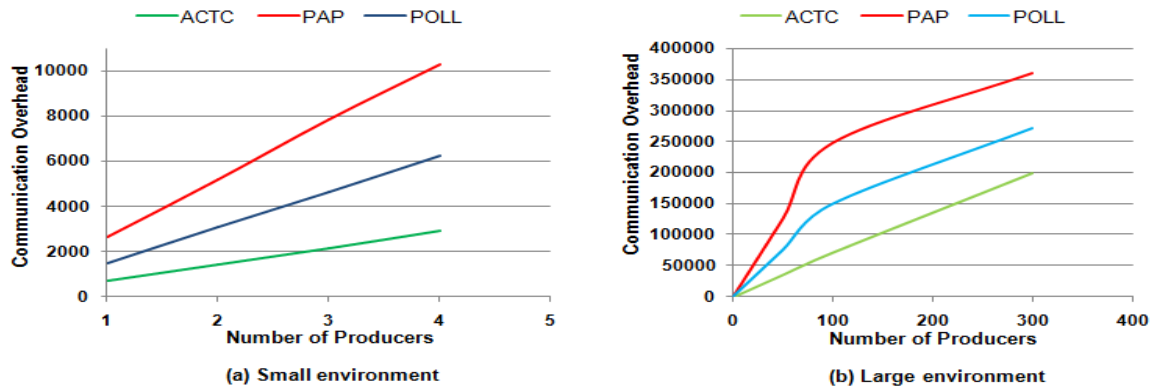 ACTC PAP POLL
Communication Overhead
10000
8000
6000
4000
2000
0
1 2 3 4 5
Number of Producers
(a) Small environment
ACTC PAP POLL
Communication Overhead
400000
350000
300000
250000
200000
150000
100000
50000
0
0 100 200 300 400
Number of Producers
(b) Large environment